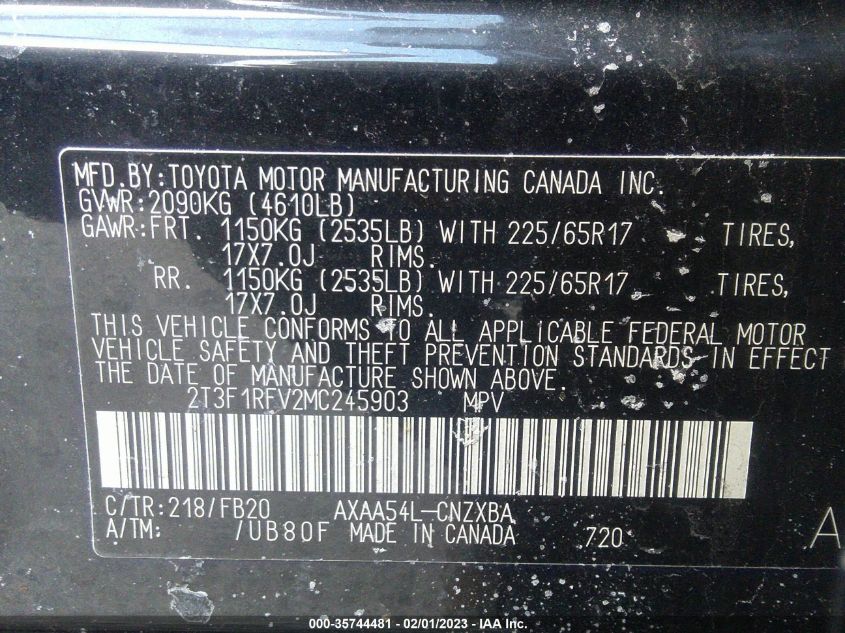 MFD.BY:TOYOTA MOTOR MANUFACTURING CANADA INC.
GVWR:2090KG (4610LB)
GAWR:FRT. 1150KG (2535LB) WITH 225/65R17 TIRES,
17X7.0J RIMS.
RR. 1150KG (2535LB) WITH 225/65R17 TIRES,
17X7.0J RIMS.
THIS VEHICLE CONFORMS TO ALL APPLICABLE FEDERAL MOTOR
VEHICLE SAFETY AND THEFT PREVENTION STANDARDS IN EFFECT
THE DATE OF MANUFACTURE SHOWN ABOVE.
2T3F1RFV2MC245903 MPV
C/TR:218/FB20 AXAA54L-CNZXBA
A/TM: /UB80F MADE IN CANADA 720 A
000-35744481 - 02/01/2023 - IAA Inc.